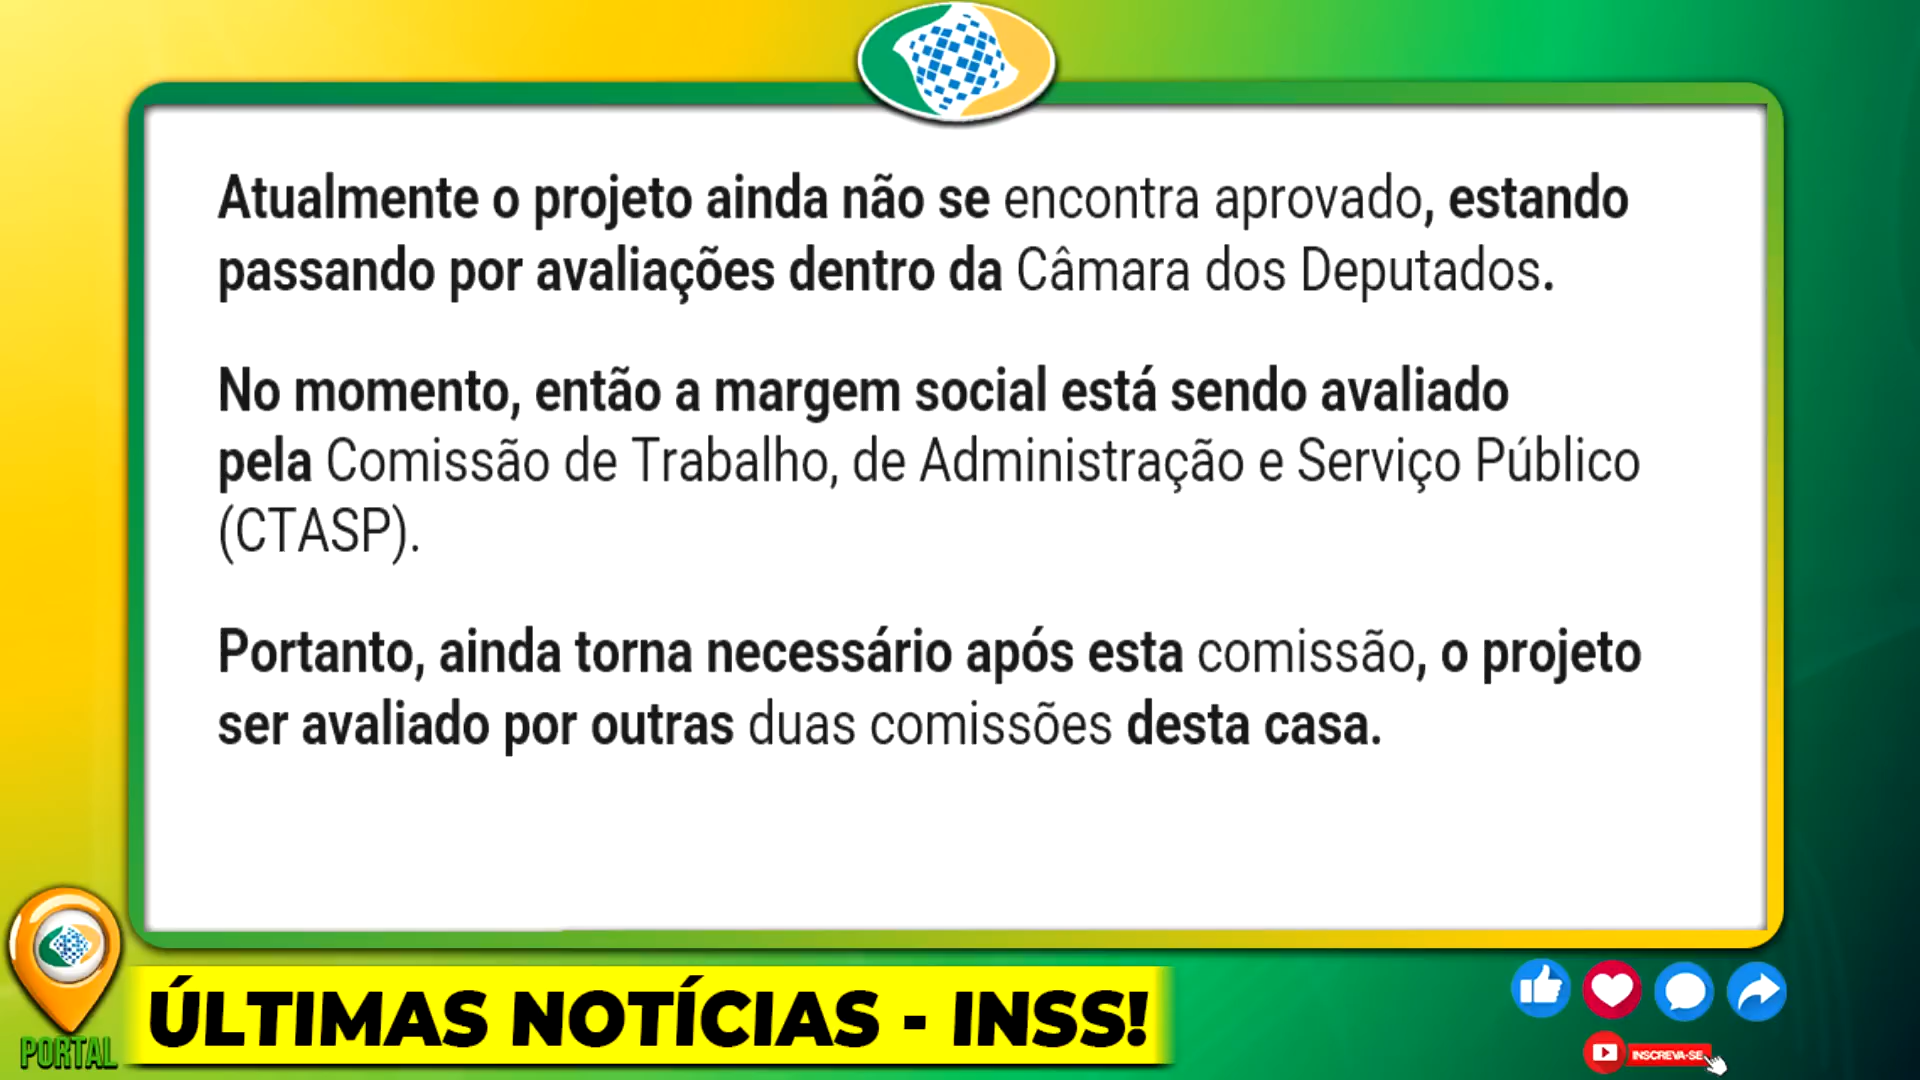 Atualmente o projeto ainda não se encontra aprovado, estando
passando por avaliações dentro da Câmara dos Deputados.
No momento, então a margem social está sendo avaliado
pela Comissão de Trabalho, de Administração e Serviço Público
(CTASP).
Portanto, ainda torna necessário após esta comissão, o projeto
ser avaliado por outras duas comissões desta casa.
PORTAL
ÚLTIMAS NOTÍCIAS - INSS!
INSCREVA-SE